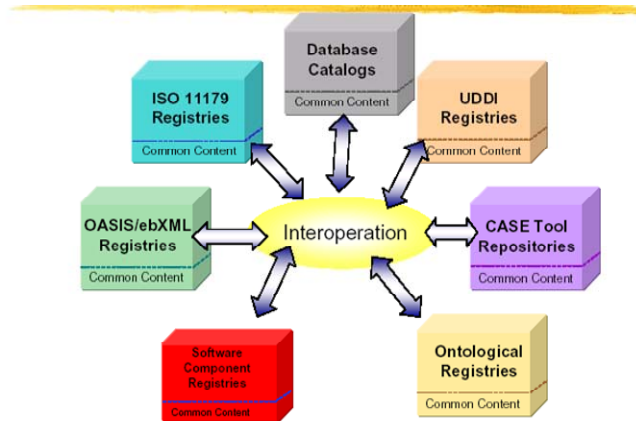 Database
Catalogs
Common Content
ISO 11179
Registries
Common Content
UDDI
Registries
Common Content
OASIS/ebXML
Registries
Common Content
Interoperation
CASE Tool
Repositories
Common Content
Software
Component
Registries
Common Content
Ontological
Registries
Common Content